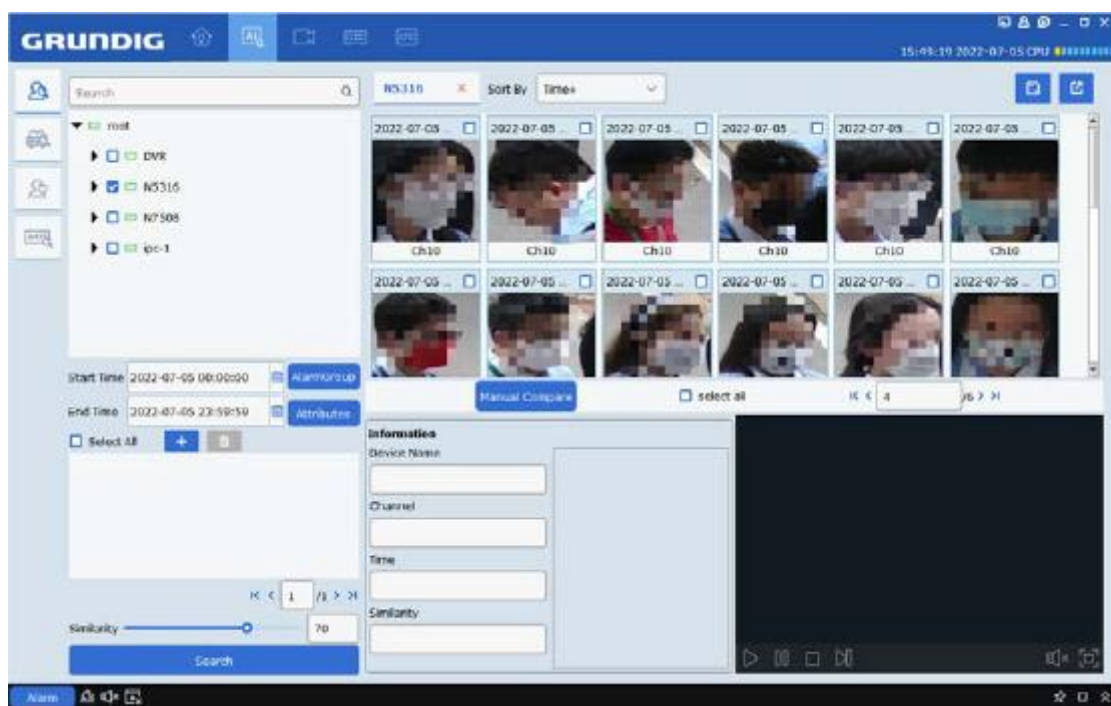 GRUNDIG
15:49:19 2022-07-05 CPU
Search
root
DVR
N5316
N7508
ipc-1
Start Time 2022-07-05 00:00:00 Alarmgroup
End Time 2022-07-05 23:59:59 Attributes
Select All
1 /1
Similarity 70
Search
N5316 Sort By Time
2022-07-05 ... 2022-07-05 ... 2022-07-05 ... 2022-07-05 ... 2022-07-05 ... 2022-07-05 ...
Ch10 Ch10 Ch10 Ch10 Ch10 Ch10
2022-07-05 ... 2022-07-05 ... 2022-07-05 ... 2022-07-05 ... 2022-07-05 ... 2022-07-05 ...
Manual Compare select all 4 /6
Information
Device Name
Channel
Time
Similarity
Alarm